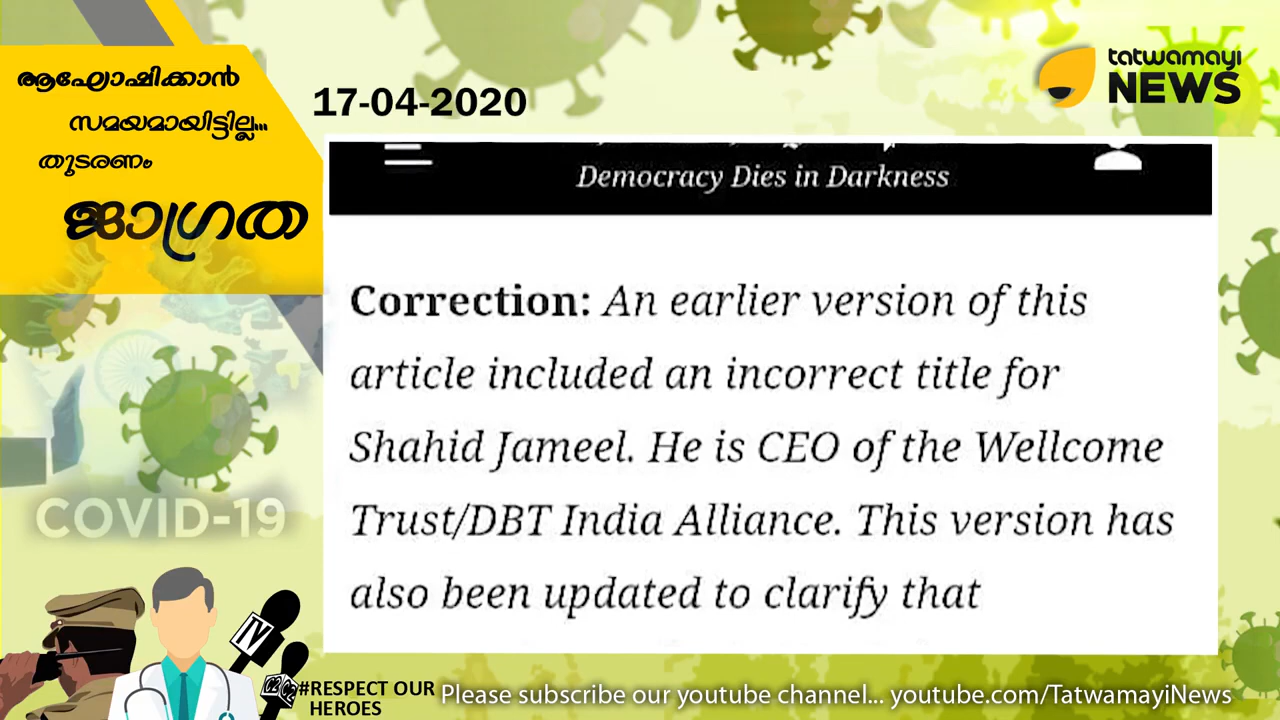 ആഘോഷിക്കാൻ
സമയമായിട്ടില്ല...
തുടരണം
ജാഗ്രത
17-04-2020
tatwamayi
NEWS
Democracy Dies in Darkness
Correction: An earlier version of this
article included an incorrect title for
Shahid Jameel. He is CEO of the Wellcome
Trust/DBT India Alliance. This version has
also been updated to clarify that
COVID-19
TV
#RESPECT OUR
HEROES
Please subscribe our youtube channel... youtube.com/TatwamayiNews